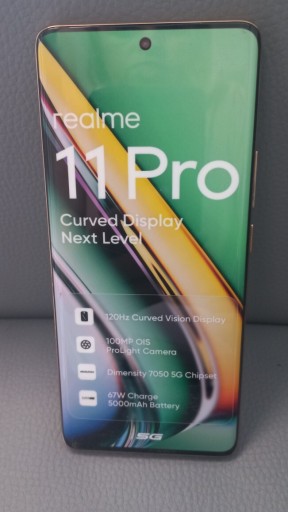 realme
11 Pro
Curved Display
Next Level
120Hz Curved Vision Display
100MP OIS
ProLight Camera
Dimensity 7050 5G Chipset
67W Charge
5000mAh Battery
5G